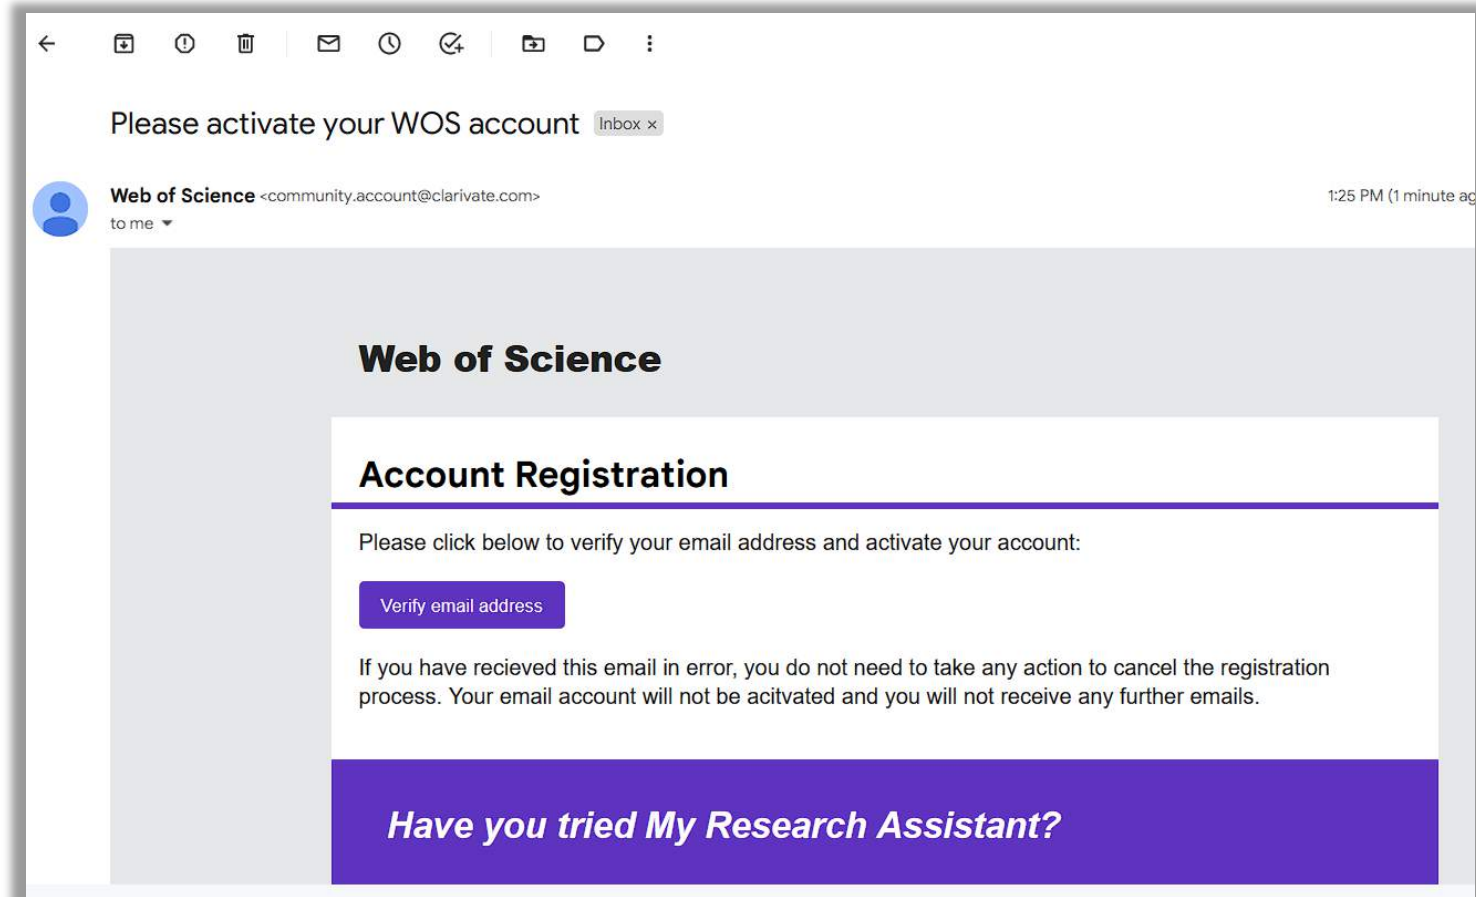 Please activate your WOS account Inbox ×
Web of Science <community.account@clarivate.com> 1:25 PM (1 minute ag
to me
Web of Science
Account Registration
Please click below to verify your email address and activate your account:
Verify email address
If you have recieved this email in error, you do not need to take any action to cancel the registration
process. Your email account will not be acitvated and you will not receive any further emails.
Have you tried My Research Assistant?